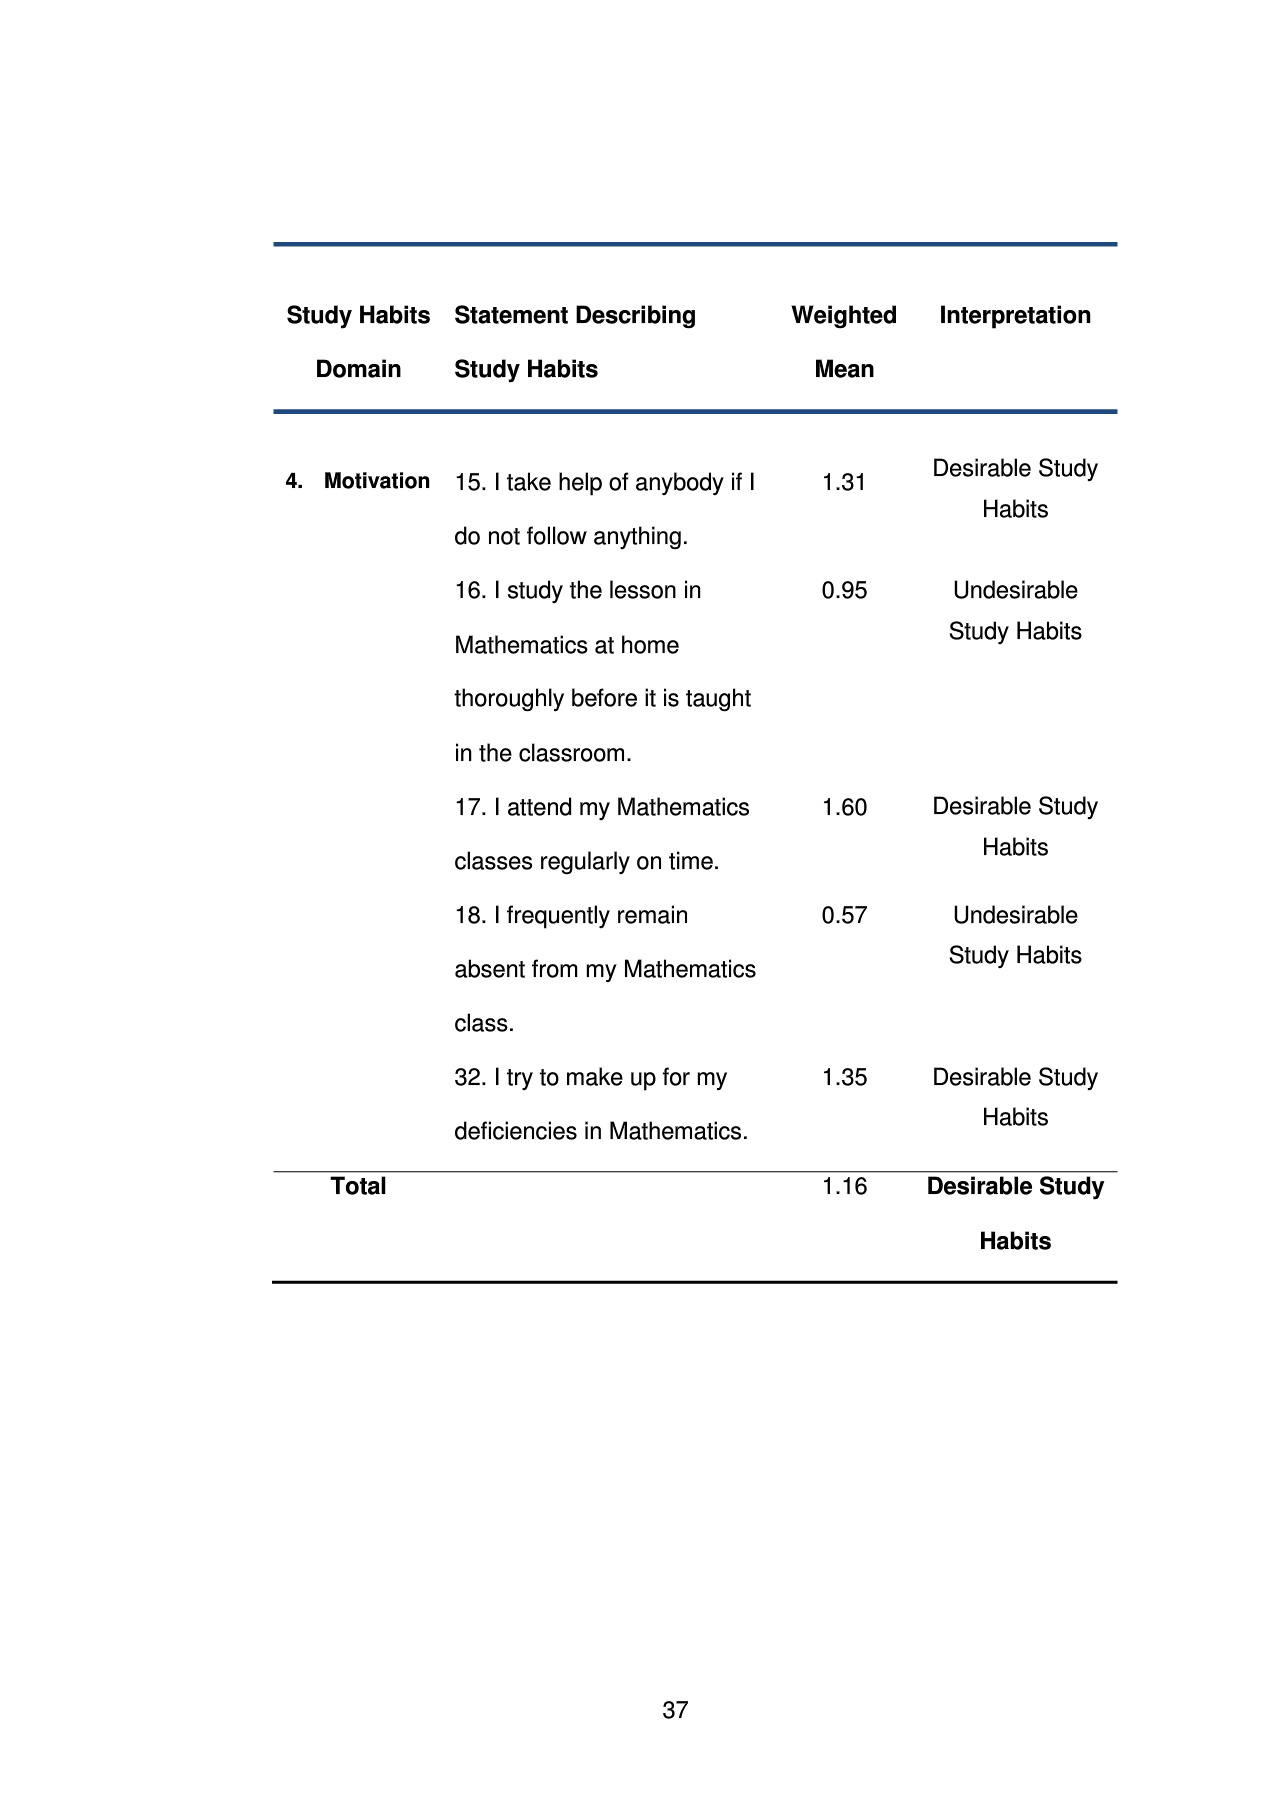 Study Habits Domain | Statement Describing Study Habits | Weighted Mean | Interpretation
4. Motivation
15. I take help of anybody if I
do not follow anything.
1.31
Desirable Study
Habits
16. I study the lesson in
Mathematics at home
thoroughly before it is taught
in the classroom.
0.95
Undesirable
Study Habits
17. I attend my Mathematics
classes regularly on time.
1.60
Desirable Study
Habits
18. I frequently remain
absent from my Mathematics
class.
0.57
Undesirable
Study Habits
32. I try to make up for my
deficiencies in Mathematics.
1.35
Desirable Study
Habits
Total
1.16
Desirable Study
Habits
37